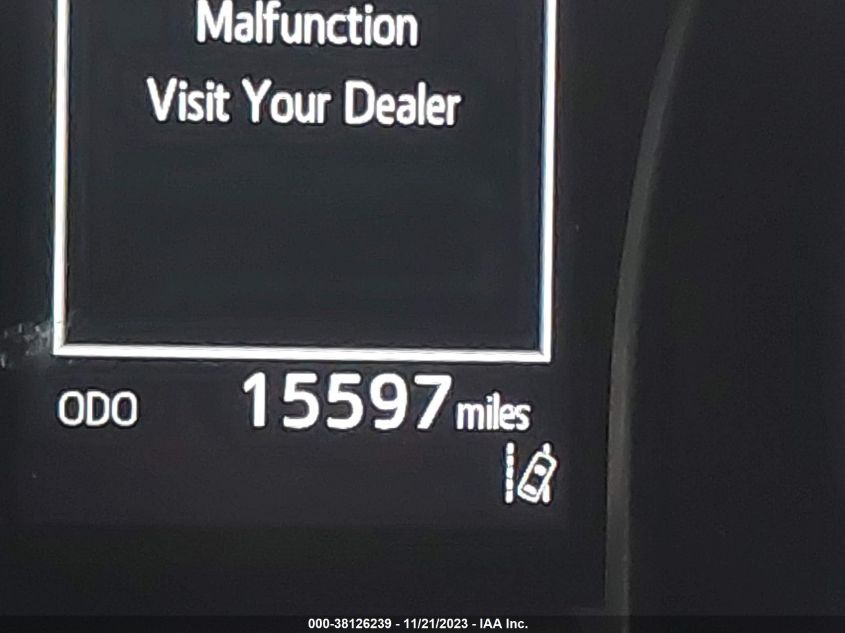 Malfunction
Visit Your Dealer
ODO 15597 miles
000-38126239 - 11/21/2023 - IAA Inc.